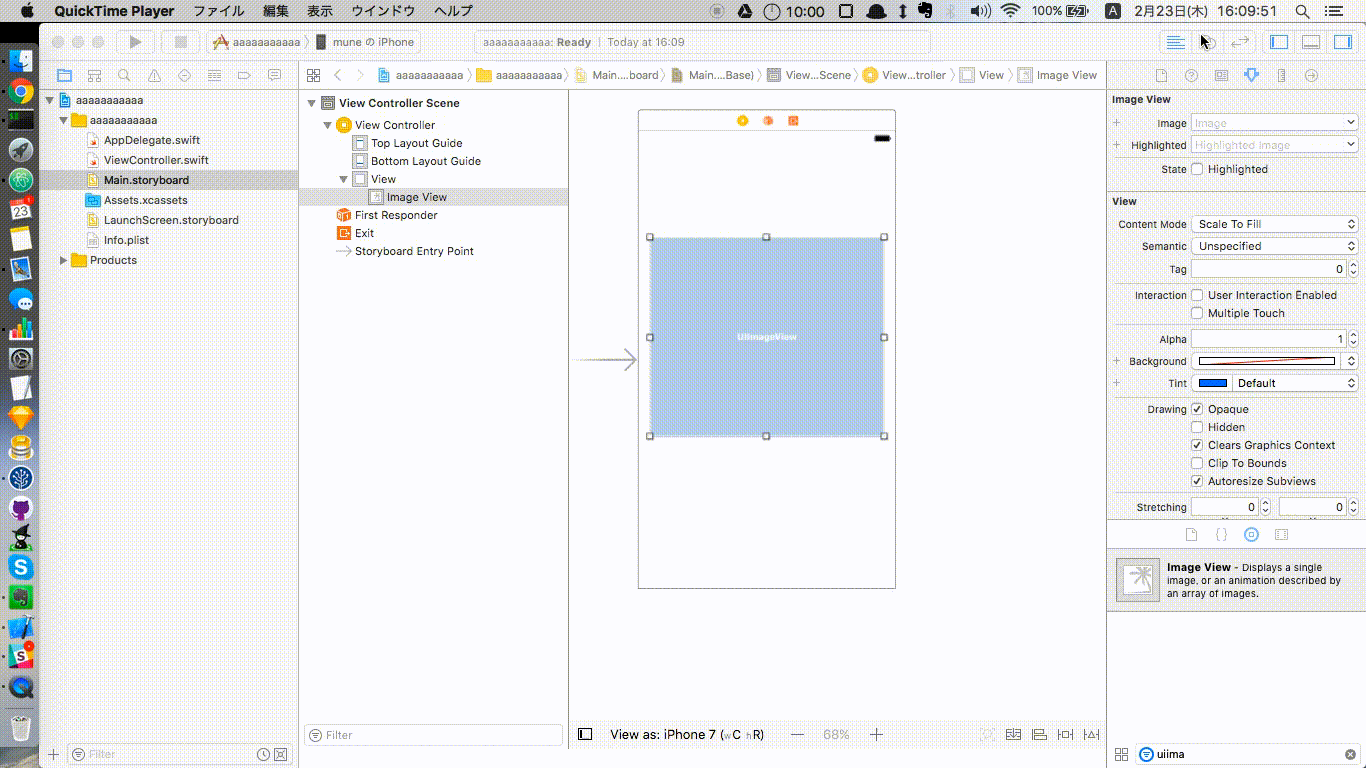 QuickTime Player ファイル 編集 表示 ウインドウ ヘルプ 10:00 100% A 2月23日(木) 16:09:51
aaaaaaaaaaa mune の iPhone aaaaaaaaaaa: Ready Today at 16:09
aaaaaaaaaaa aaaaaaaaaaa Main....board Main....Base) View...Scene View...troller View Image View
aaaaaaaaaaa
aaaaaaaaaaa
AppDelegate.swift
ViewController.swift
Main.storyboard
Assets.xcassets
LaunchScreen.storyboard
Info.plist
Products
Filter
23
View Controller Scene
View Controller
Top Layout Guide
Bottom Layout Guide
View
Image View
First Responder
Exit
Storyboard Entry Point
Filter
UIImageView
View as: iPhone 7 (wC hR) 68%
Image View
Image Image
Highlighted Highlighted Image
State Highlighted
View
Content Mode Scale To Fill
Semantic Unspecified
Tag 0
Interaction User Interaction Enabled
Multiple Touch
Alpha 1
Background
Tint Default
Drawing Opaque
Hidden
Clears Graphics Context
Clip To Bounds
Autoresize Subviews
Stretching 0 0
Image View - Displays a single
image, or an animation described by
an array of images.
uiima